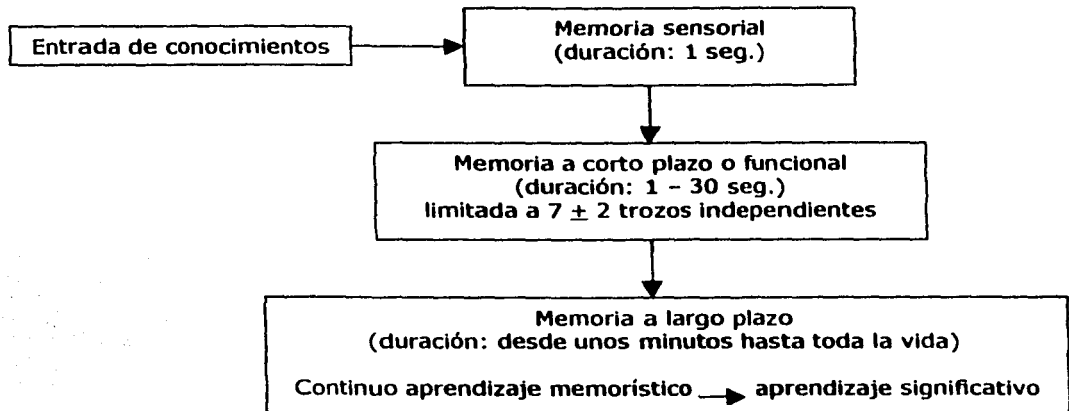 Entrada de conocimientos
Memoria sensorial
(duración: 1 seg.)
Memoria a corto plazo o funcional
(duración: 1 – 30 seg.)
limitada a 7 ± 2 trozos independientes
Memoria a largo plazo
(duración: desde unos minutos hasta toda la vida)
Continuo aprendizaje memorístico → aprendizaje significativo